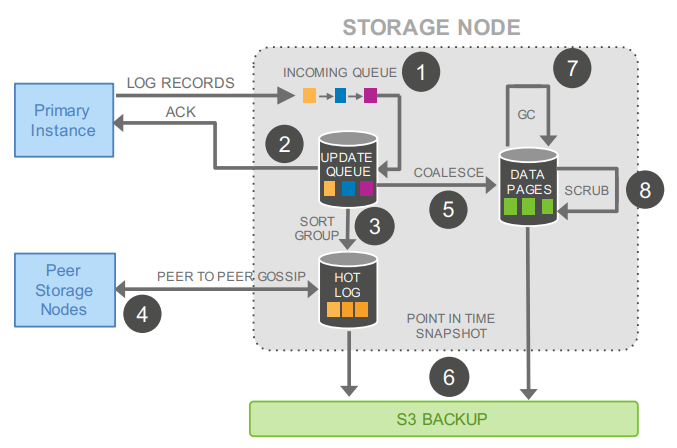 STORAGE NODE
INCOMING QUEUE
1
7
LOG RECORDS
Primary
Instance
ACK
GC
2
UPDATE
QUEUE
COALESCE
DATA
PAGES
SCRUB
8
5
SORT
GROUP
3
Peer
Storage
Nodes
PEER TO PEER GOSSIP
HOT
LOG
4
POINT IN TIME
SNAPSHOT
6
S3 BACKUP